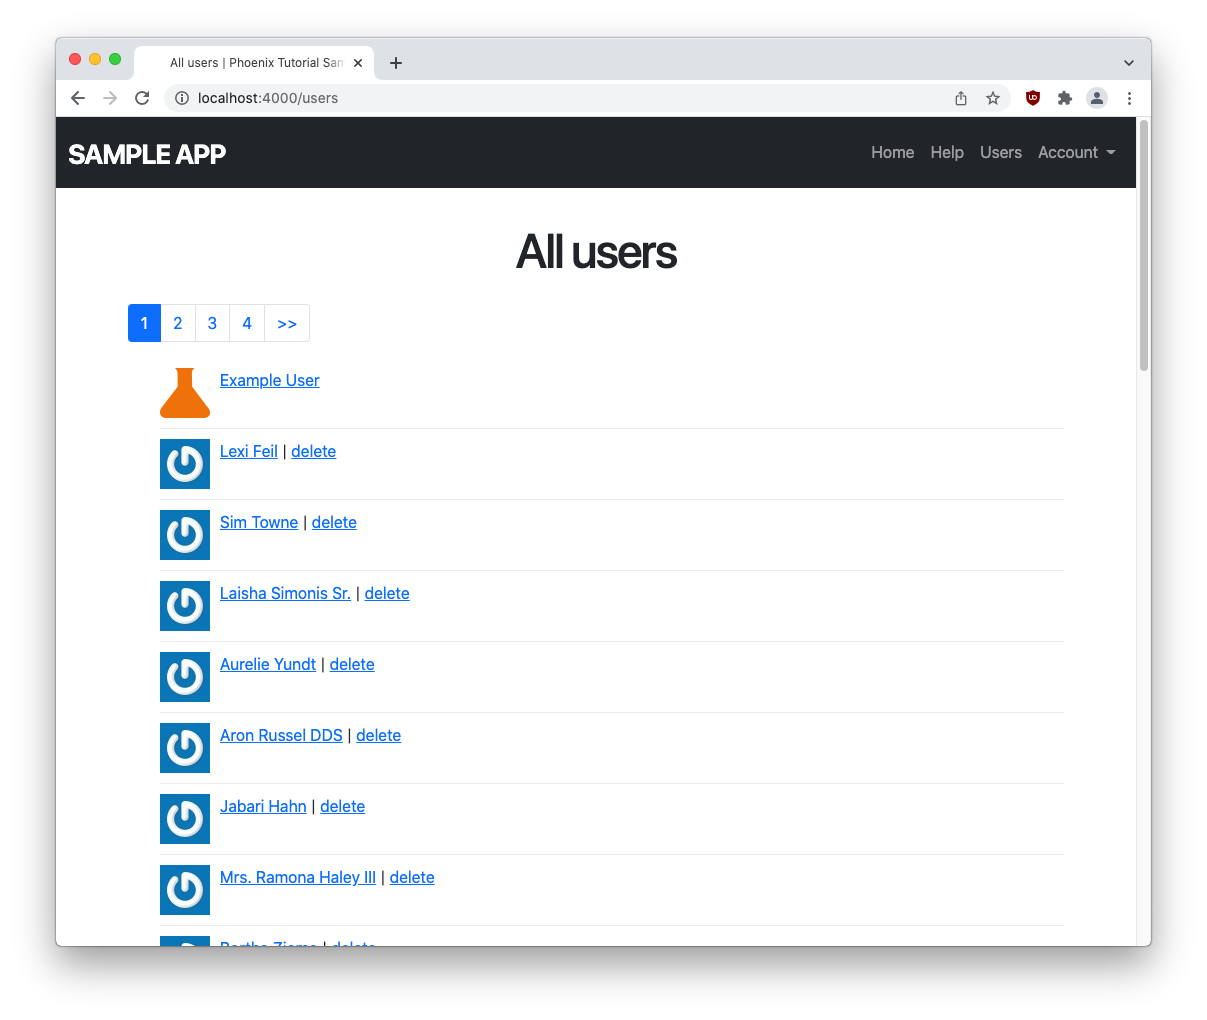 All users | Phoenix Tutorial Sam
localhost:4000/users
SAMPLE APP
Home Help Users Account
All users
1 2 3 4 >>
Example User
Lexi Feil | delete
Sim Towne | delete
Laisha Simonis Sr. | delete
Aurelie Yundt | delete
Aron Russel DDS | delete
Jabari Hahn | delete
Mrs. Ramona Haley III | delete
| delete